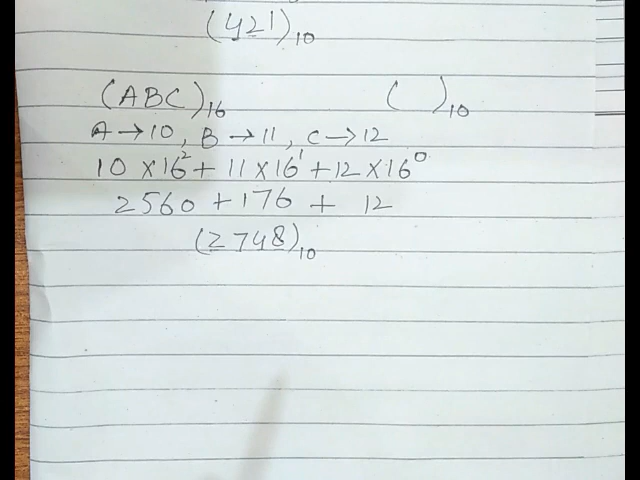 (421)₁₀
(ABC)₁₆ ( )₁₀
A → 10, B → 11, C → 12
10 × 16² + 11 × 16¹ + 12 × 16⁰
2560 + 176 + 12
(2748)₁₀